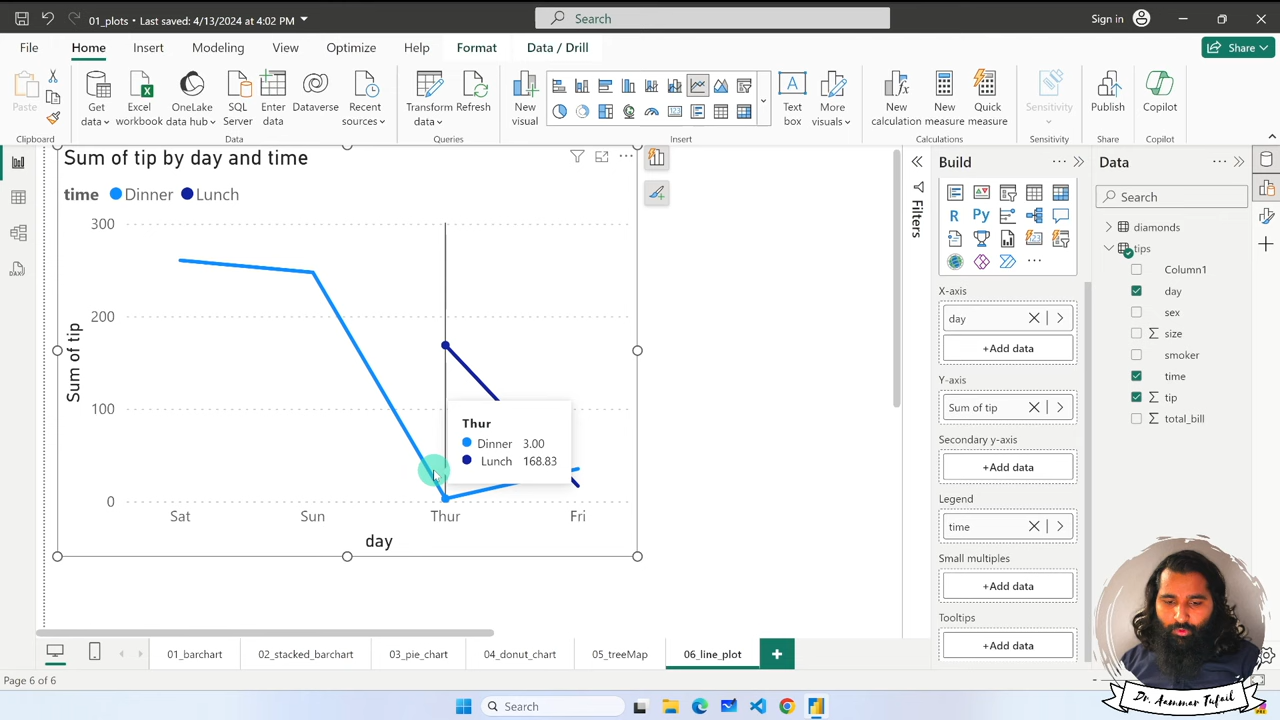 01_plots • Last saved: 4/13/2024 at 4:02 PM
Search
Sign in
File
Home
Insert
Modeling
View
Optimize
Help
Format
Data / Drill
Share
Paste
Get data
Excel workbook
OneLake data hub
SQL Server
Enter data
Dataverse
Recent sources
Transform data
Refresh
New visual
Text box
More visuals
New calculation
New measure
Quick measure
Sensitivity
Publish
Copilot
Clipboard
Data
Queries
Insert
Calculations
Sensitivity
Share
Copilot
Sum of tip by day and time
time Dinner Lunch
300
200
100
0
Sum of tip
Sat
Sun
Thur
Fri
day
Thur
Dinner 3.00
Lunch 168.83
Filters
DAX
Build
R
Py
123
X-axis
day
+Add data
Y-axis
Sum of tip
Secondary y-axis
+Add data
Legend
time
Small multiples
+Add data
Tooltips
+Add data
Data
Search
diamonds
tips
Column1
day
sex
Σ size
smoker
time
Σ tip
Σ total_bill
01_barchart
02_stacked_barchart
03_pie_chart
04_donut_chart
05_treeMap
06_line_plot
Page 6 of 6
Search
Dr. Aammar Tufail